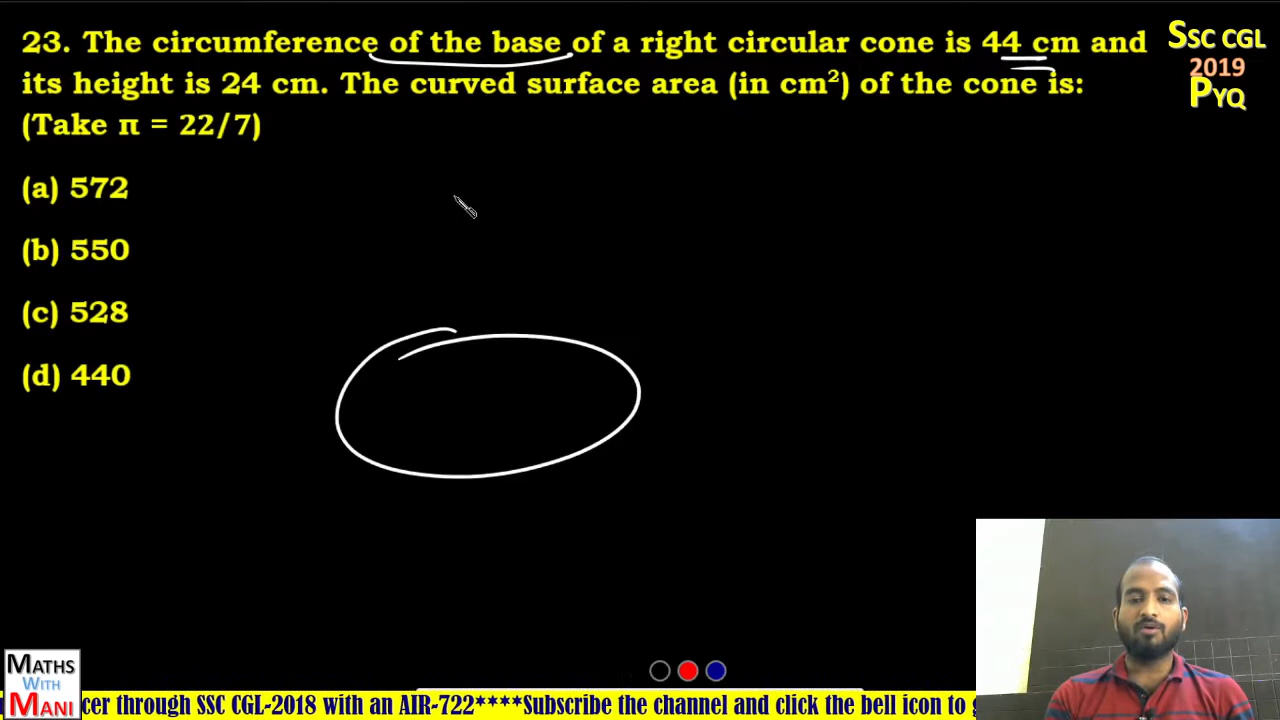 23. The circumference of the base of a right circular cone is 44 cm and
its height is 24 cm. The curved surface area (in cm²) of the cone is:
(Take π = 22/7)
(a) 572
(b) 550
(c) 528
(d) 440
SSC CGL
2019
PYQ
MATHS
WITH
MANI
cer through SSC CGL-2018 with an AIR-722****Subscribe the channel and click the bell icon to g